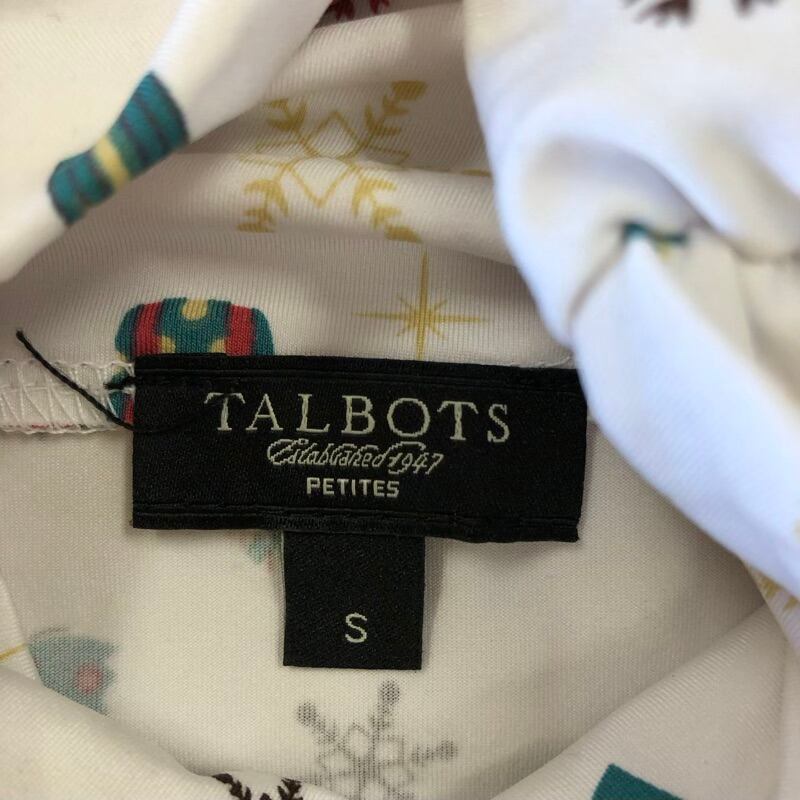 TALBOTS
Established 1947
PETITES
S